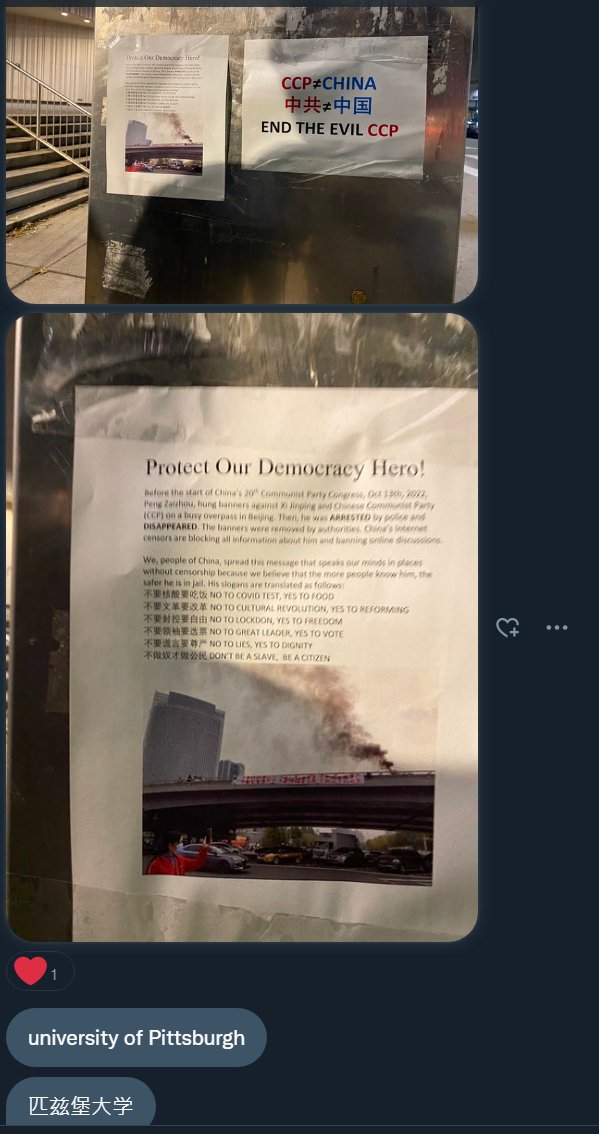 Protect Our Democracy Hero!
CCP≠CHINA
中共≠中国
END THE EVIL CCP
Protect Our Democracy Hero!
Before the start of China's 20th Communist Party Congress, Oct 13th, 2022,
Peng Zaizhou, hung banners against Xi Jinping and Chinese Communist Party
(CCP) on a busy overpass in Beijing. Then, he was ARRESTED by police and
DISAPPEARED. The banners were removed by authorities. China's internet
censors are blocking all information about him and banning online discussions.
We, people of China, spread this message that speaks our minds in places
without censorship because we believe that the more people know him, the
safer he is in jail. His slogans are translated as follows:
不要核酸要吃饭 NO TO COVID TEST, YES TO FOOD
不要文革要改革 NO TO CULTURAL REVOLUTION, YES TO REFORMING
不要封控要自由 NO TO LOCKDON, YES TO FREEDOM
不要领袖要选票 NO TO GREAT LEADER, YES TO VOTE
不要谎言要尊严 NO TO LIES, YES TO DIGNITY
不做奴才做公民 DON'T BE A SLAVE, BE A CITIZEN
1
university of Pittsburgh
匹兹堡大学